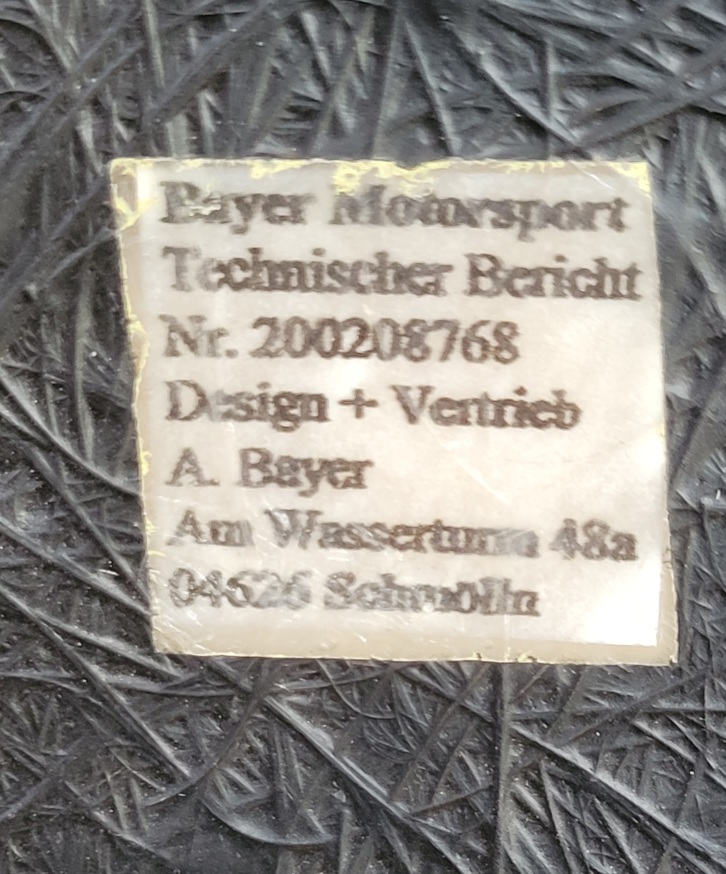 Bayer Motorsport
Technischer Bericht
Nr. 200208768
Design + Vertrieb
A. Bayer
Am Wasserturm 48a
04626 Schmölln